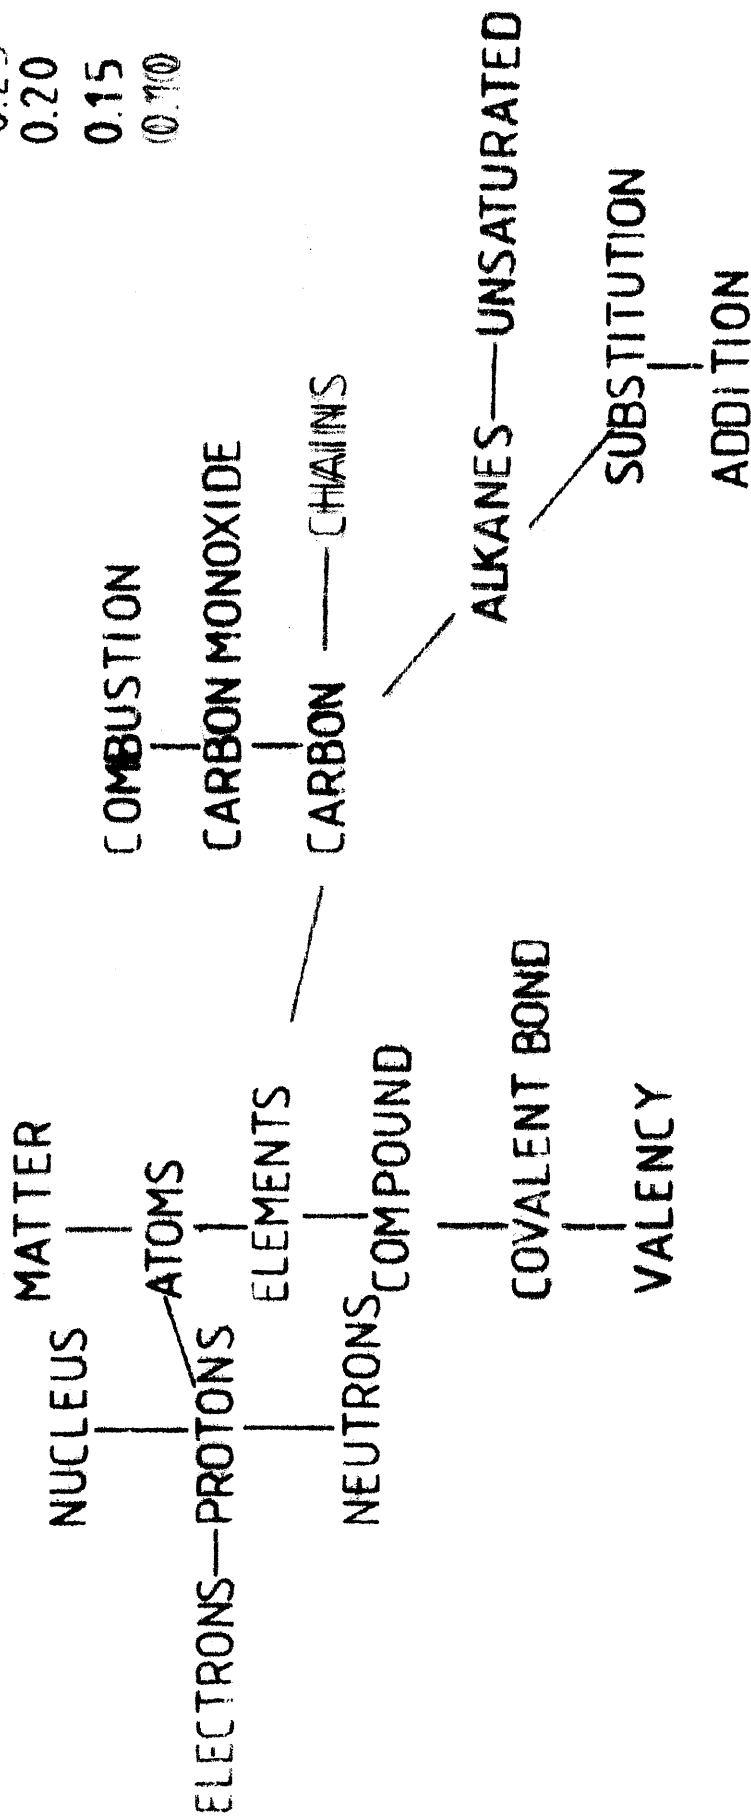 0.20
0.15
0.10
MATTER
NUCLEUS
ATOMS
ELECTRONS
PROTONS
ELEMENTS
NEUTRONS
COMPOUND
COVALENT BOND
VALENCY
COMBUSTION
CARBON MONOXIDE
CARBON
CHAINS
ALKANES
UNSATURATED
SUBSTITUTION
ADDITION